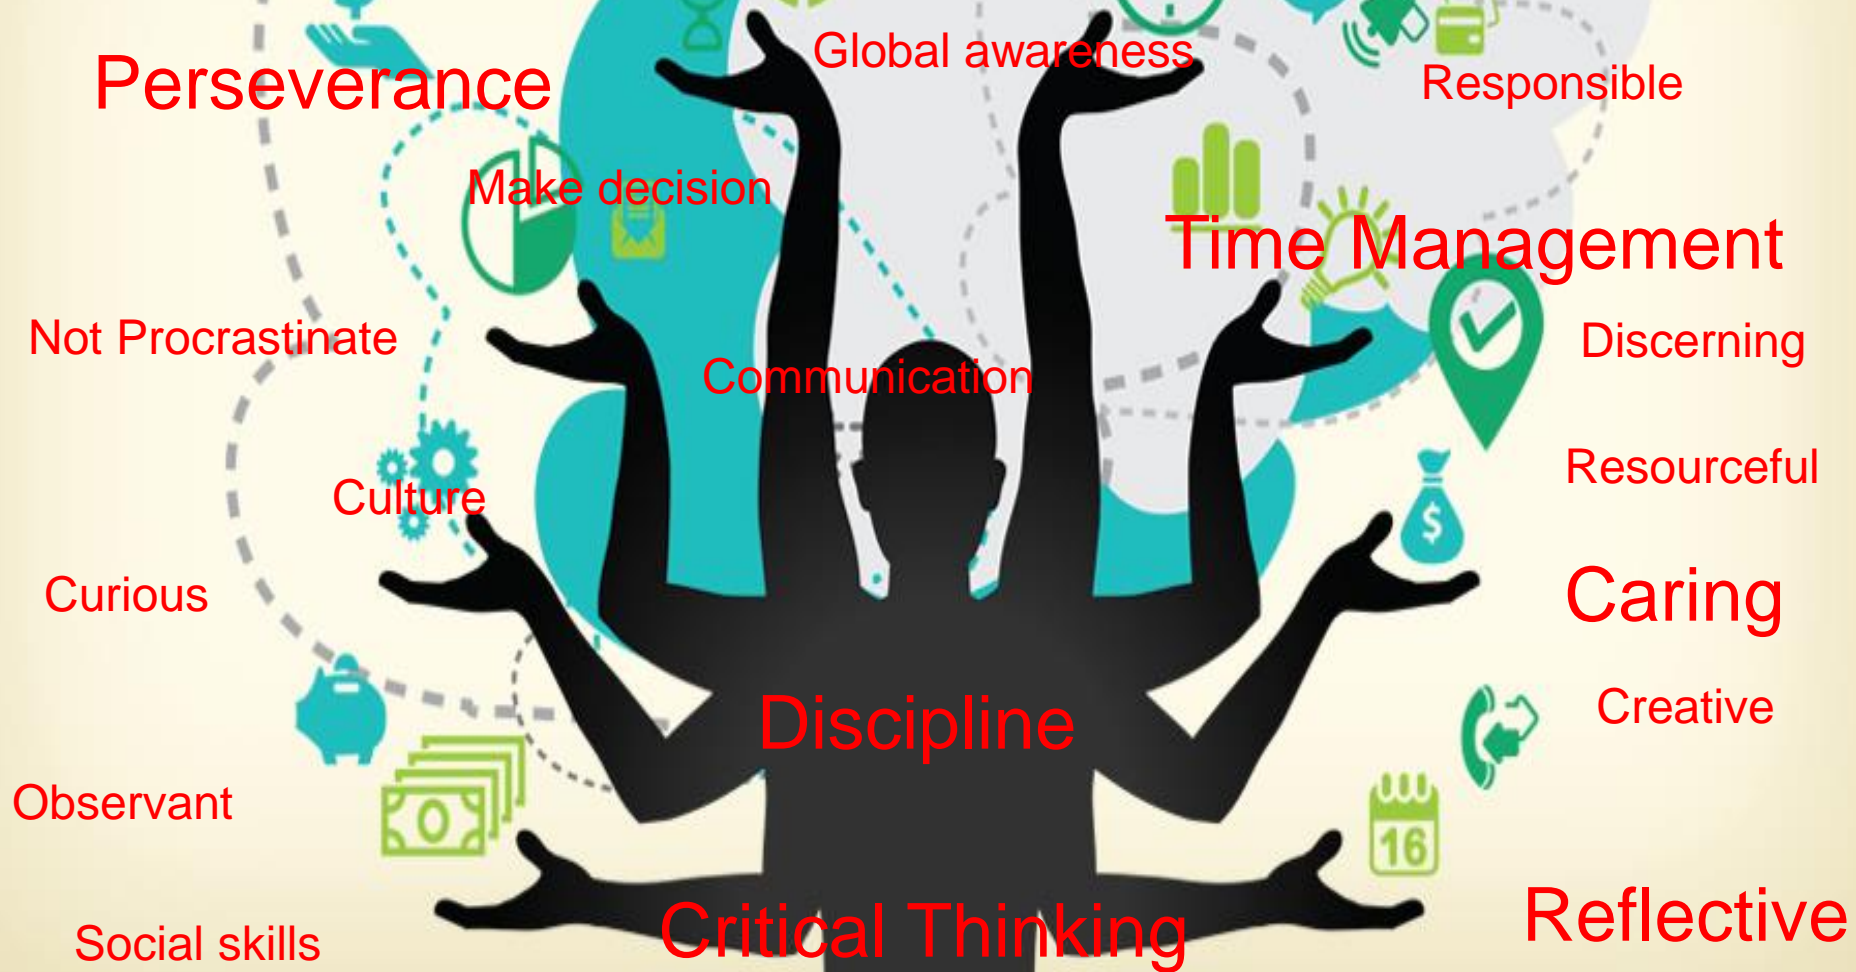 Global awareness
Perseverance
Responsible
Make decision
Time Management
Not Procrastinate
Discerning
Communication
Resourceful
Culture
$
Curious
Caring
Discipline
Creative
Observant
0
16
Critical Thinking
Reflective
Social skills